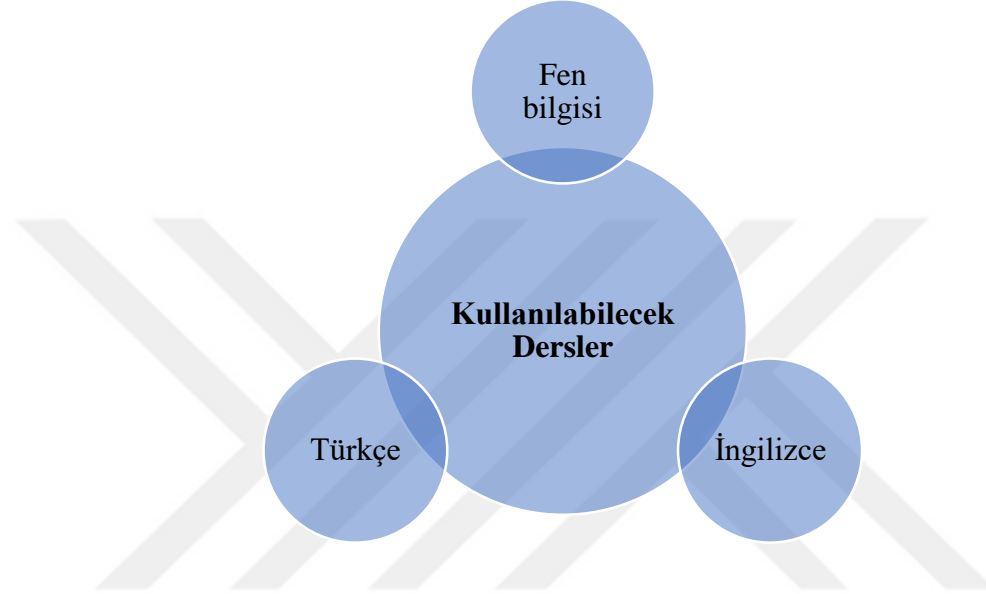 Fen
bilgisi
Kullanılabilecek
Dersler
Türkçe
İngilizce